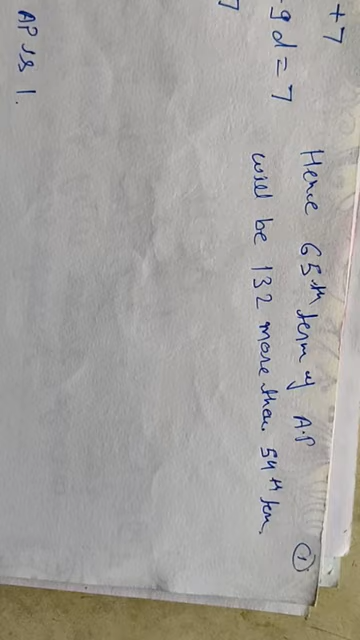 +7
9d=7
7
AP is 1.
Hence 65th term of A.P
will be 132 more than 54th term.
1